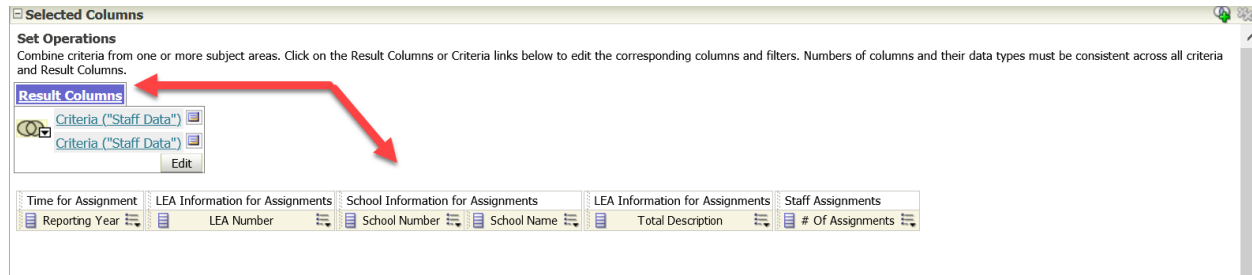 Selected Columns
Set Operations
Combine criteria from one or more subject areas. Click on the Result Columns or Criteria links below to edit the corresponding columns and filters. Numbers of columns and their data types must be consistent across all criteria
and Result Columns.
Result Columns
Criteria ("Staff Data")
Criteria ("Staff Data")
Edit
Time for Assignment LEA Information for Assignments School Information for Assignments LEA Information for Assignments Staff Assignments
Reporting Year LEA Number School Number School Name Total Description # Of Assignments